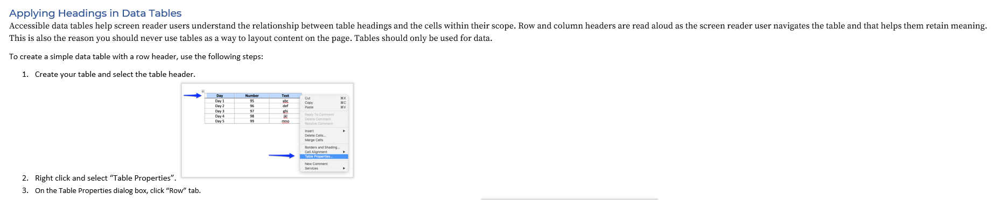 Applying Headings in Data Tables
Accessible data tables help screen reader users understand the relationship between table headings and the cells within their scope. Row and column headers are read aloud as the screen reader user navigates the table and that helps them retain meaning.
This is also the reason you should never use tables as a way to layout content on the page. Tables should only be used for data.
To create a simple data table with a row header, use the following steps:
1. Create your table and select the table header.
Day Number Text
Day 1 95 abc
Day 2 96 def
Day 3 97 ghi
Day 4 98 jkl
Day 5 99 mno
Cut ⌘X
Copy ⌘C
Paste ⌘V
Reply To Comment
Delete Comment
Resolve Comment
Insert
Delete Cells...
Merge Cells
Borders and Shading...
Cell Alignment
Table Properties...
New Comment
Services
2. Right click and select “Table Properties”.
3. On the Table Properties dialog box, click “Row” tab.